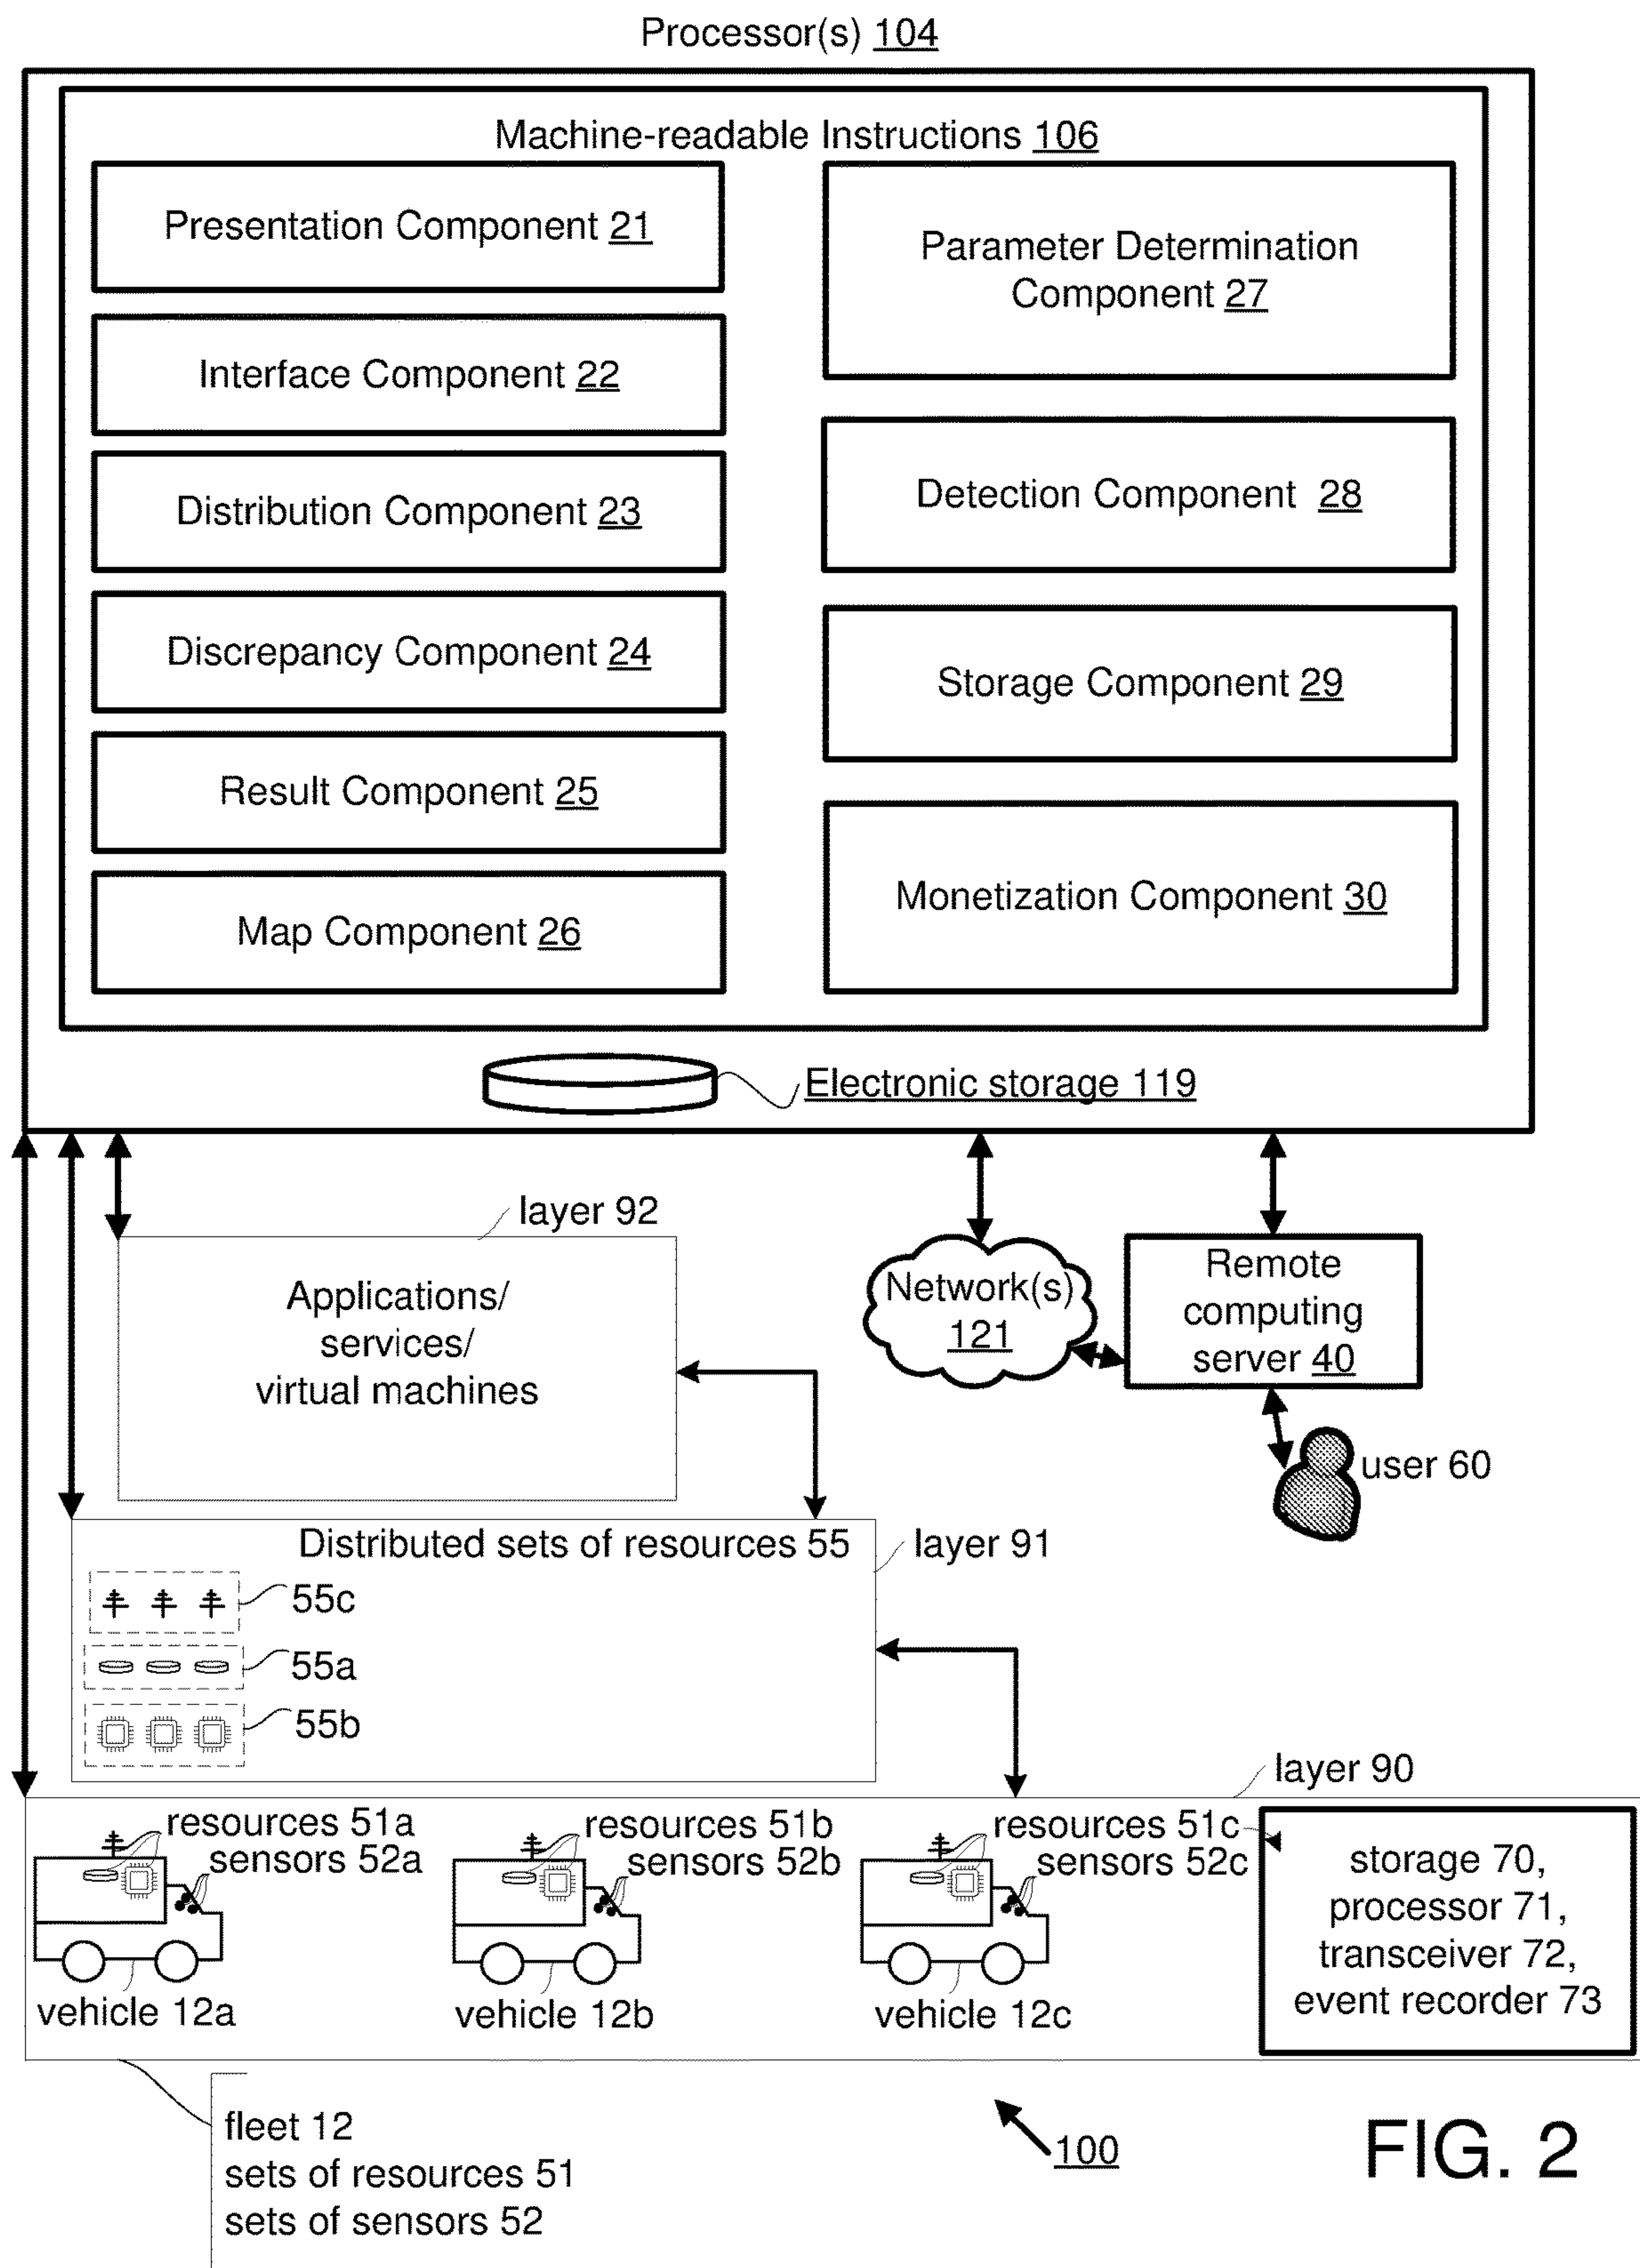 Processor(s) 104
Machine-readable Instructions 106
Presentation Component 21
Interface Component 22
Distribution Component 23
Discrepancy Component 24
Result Component 25
Map Component 26
Parameter Determination
Component 27
Detection Component 28
Storage Component 29
Monetization Component 30
Electronic storage 119
layer 92
Applications/
services/
virtual machines
Network(s)
121
Remote
computing
server 40
user 60
Distributed sets of resources 55
layer 91
55c
55a
55b
layer 90
resources 51a
sensors 52a
vehicle 12a
resources 51b
sensors 52b
vehicle 12b
resources 51c
sensors 52c
vehicle 12c
storage 70,
processor 71,
transceiver 72,
event recorder 73
fleet 12
sets of resources 51
sets of sensors 52
100
FIG. 2